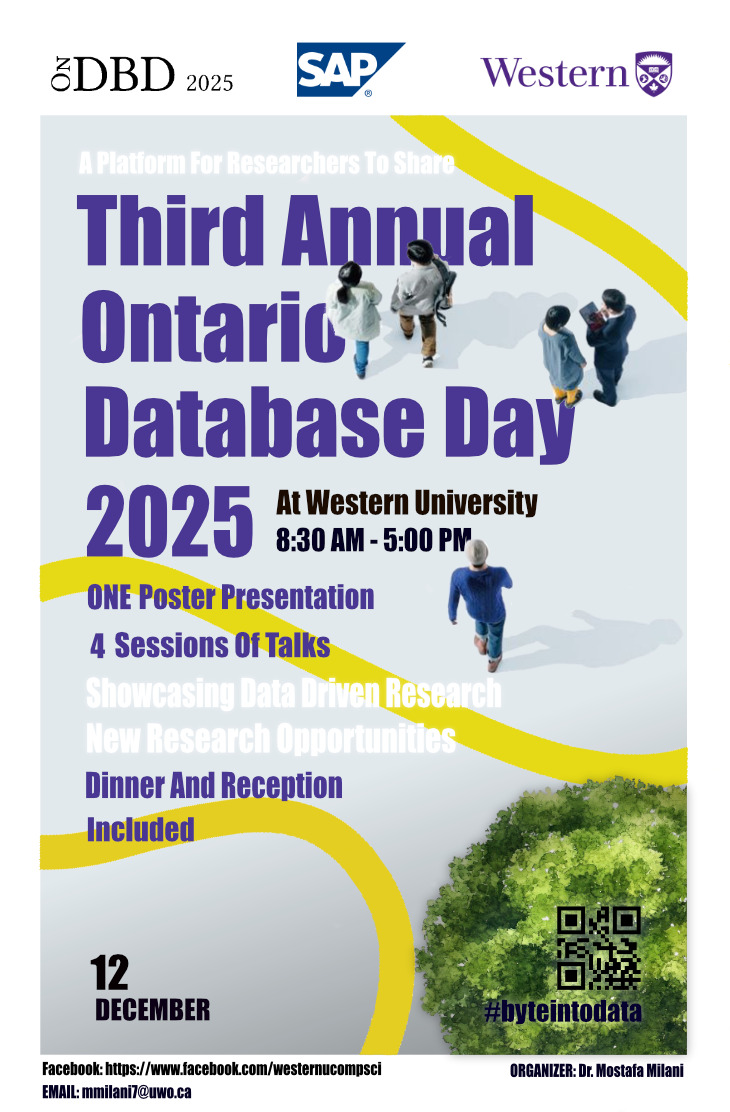 ONDBD 2025
SAP®
Western
A Platform For Researchers To Share
Third Annual
Ontario
Database Day
2025
At Western University
8:30 AM - 5:00 PM
ONE Poster Presentation
4 Sessions Of Talks
Showcasing Data Driven Research
New Research Opportunities
Dinner And Reception
Included
12
DECEMBER
#byteintodata
Facebook: https://www.facebook.com/westernucompsci
ORGANIZER: Dr. Mostafa Milani
EMAIL: mmilani7@uwo.ca